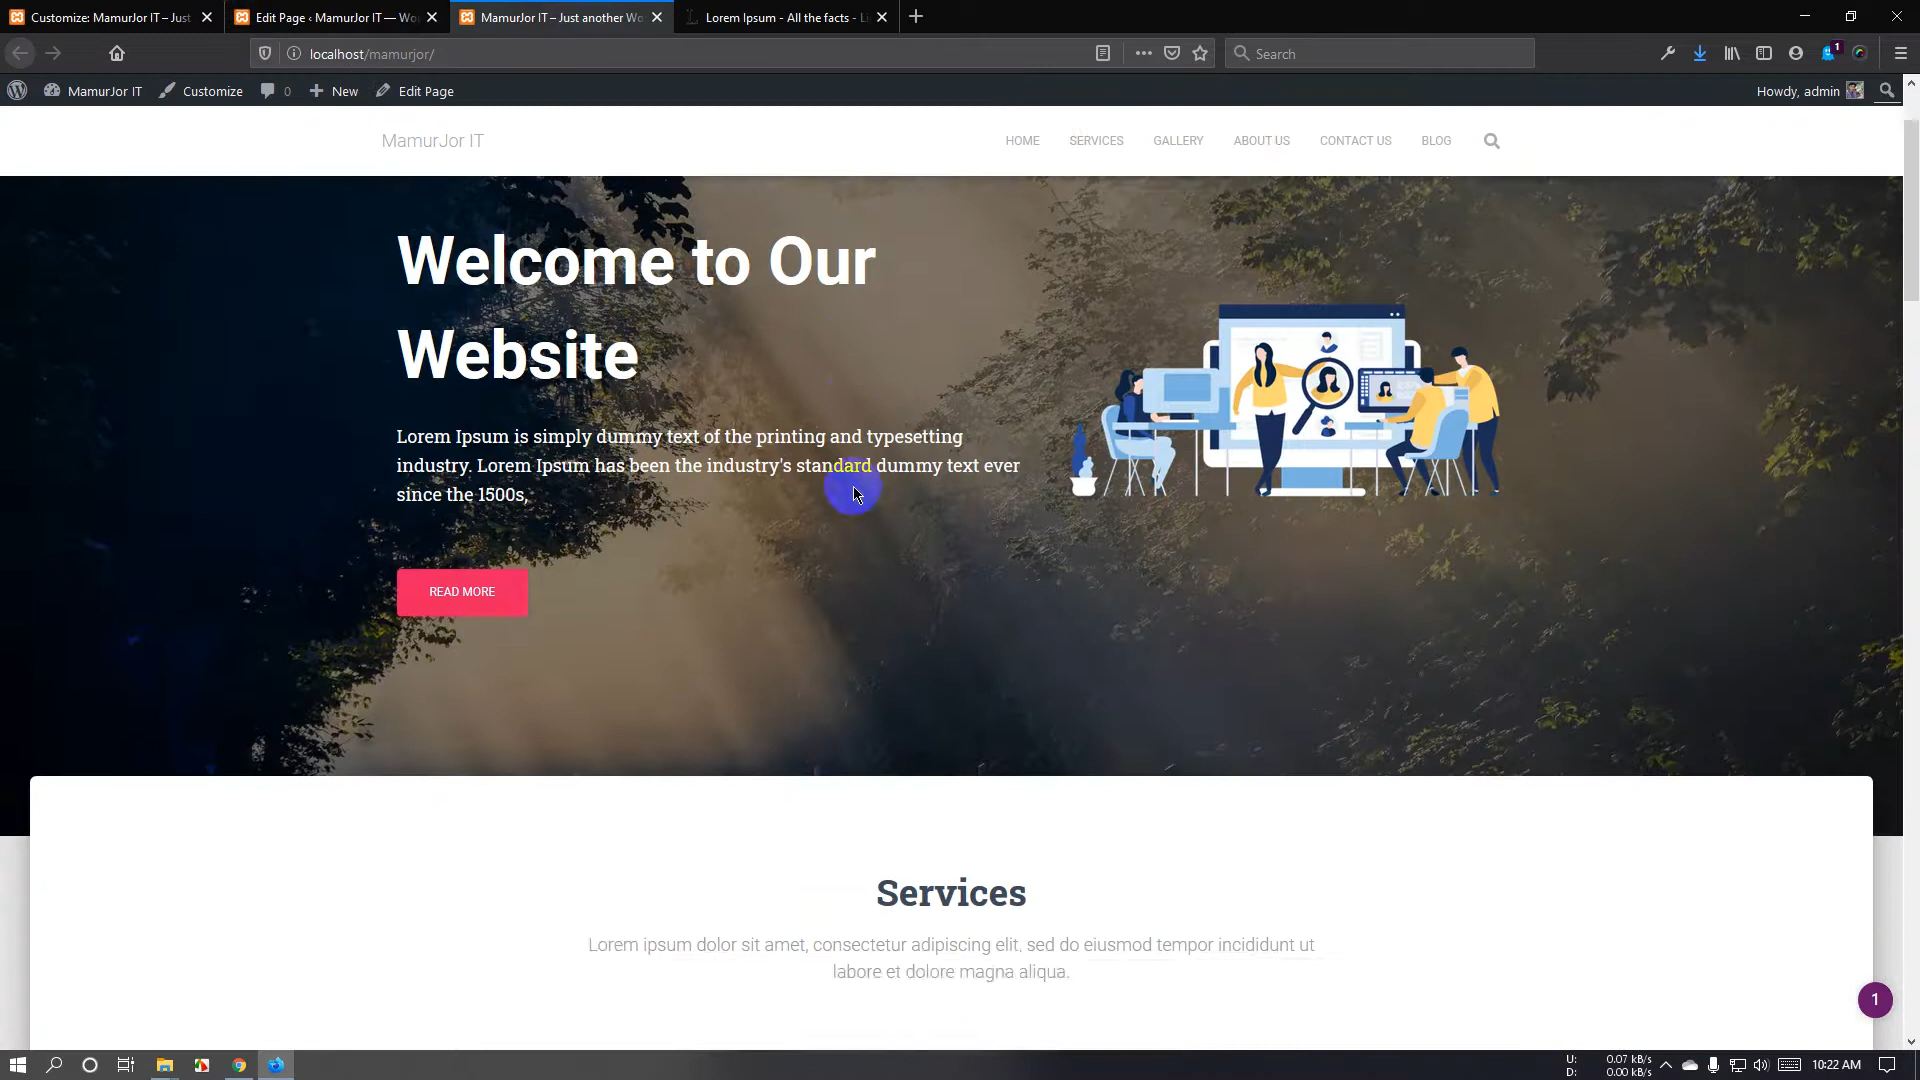 Customize: MamurJor IT – Just
Edit Page ‹ MamurJor IT — Wo
MamurJor IT – Just another Wo
Lorem Ipsum - All the facts - Li
localhost/mamurjor/
Search
1
MamurJor IT
Customize
0
New
Edit Page
Howdy, admin
MamurJor IT
HOME
SERVICES
GALLERY
ABOUT US
CONTACT US
BLOG
Welcome to Our
Website
Lorem Ipsum is simply dummy text of the printing and typesetting
industry. Lorem Ipsum has been the industry's standard dummy text ever
since the 1500s,
READ MORE
Services
Lorem ipsum dolor sit amet, consectetur adipiscing elit, sed do eiusmod tempor incididunt ut
labore et dolore magna aliqua.
1
U: 0.07 kB/s
D: 0.00 kB/s
10:22 AM